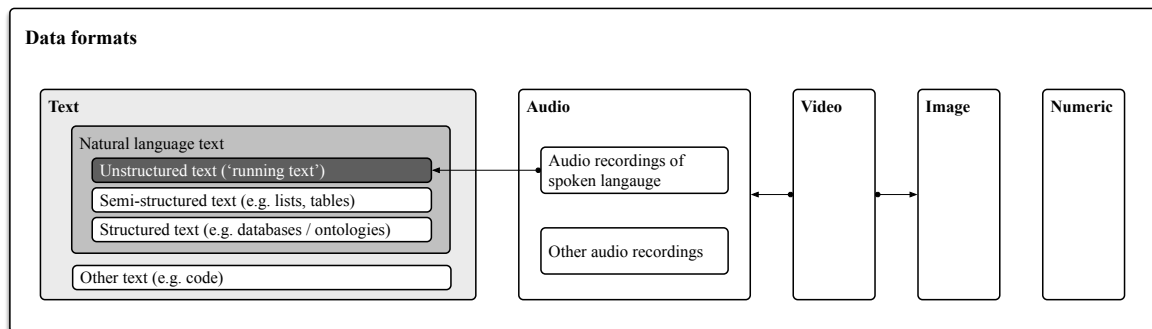 Data formats
Text
Audio
Video
Image
Numeric
Natural language text
Unstructured text (‘running text’)
Semi-structured text (e.g. lists, tables)
Structured text (e.g. databases / ontologies)
Other text (e.g. code)
Audio recordings of
spoken langauge
Other audio recordings